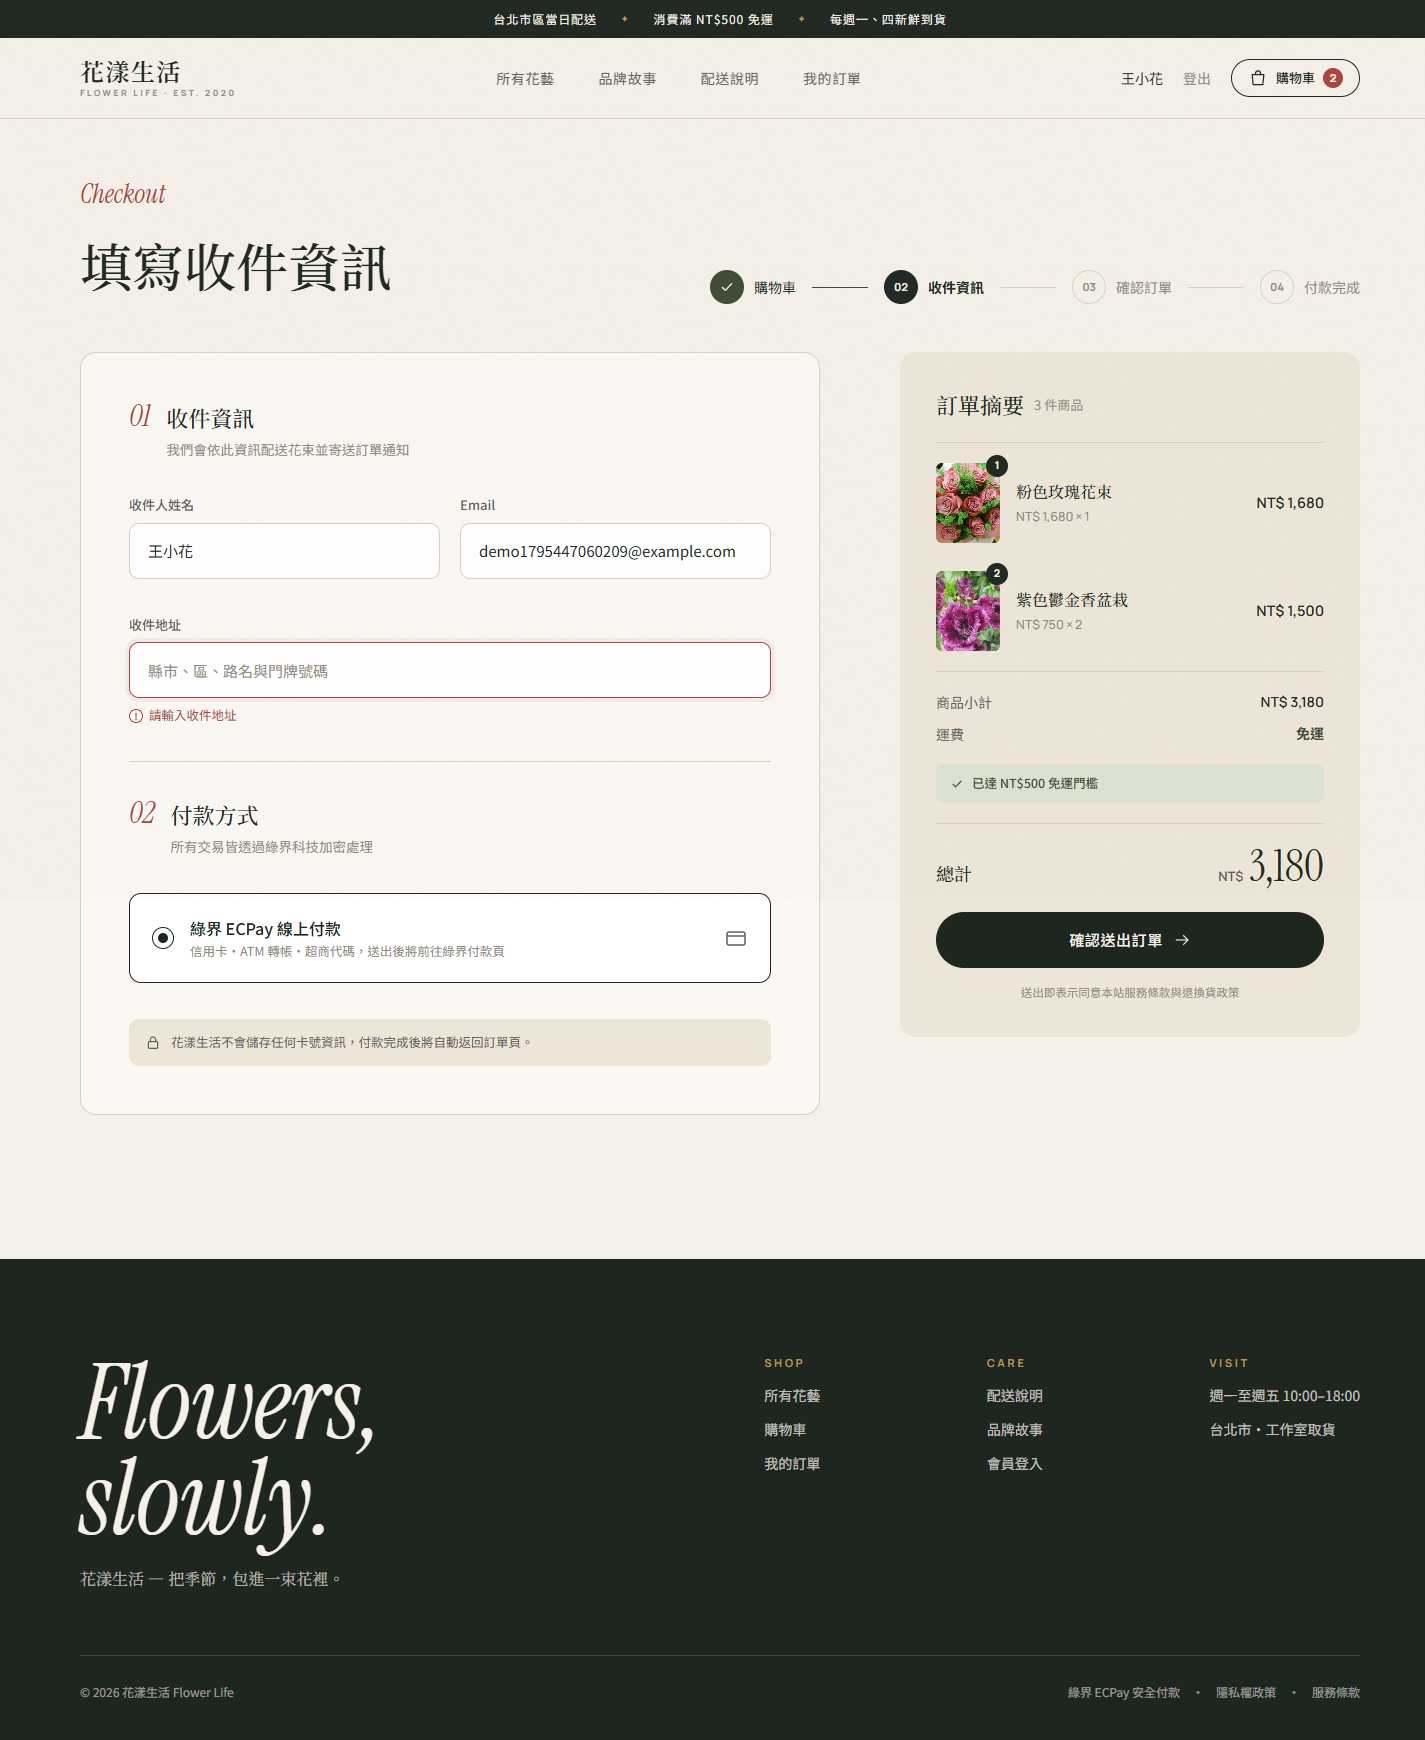 台北市區當日配送 ✦ 消費滿 NT$500 免運 ✦ 每週一、四新鮮到貨
花漾生活
FLOWER LIFE · EST. 2020
所有花藝 品牌故事 配送說明 我的訂單
王小花 登出 購物車 2
Checkout
填寫收件資訊
購物車 02 收件資訊 03 確認訂單 04 付款完成
01 收件資訊
我們會依此資訊配送花束並寄送訂單通知
收件人姓名 Email
王小花 demo1795447060209@example.com
收件地址
縣市、區、路名與門牌號碼
請輸入收件地址
02 付款方式
所有交易皆透過綠界科技加密處理
綠界 ECPay 線上付款
信用卡・ATM 轉帳・超商代碼，送出後將前往綠界付款頁
花漾生活不會儲存任何卡號資訊，付款完成後將自動返回訂單頁。
訂單摘要 3 件商品
1
粉色玫瑰花束
NT$ 1,680 × 1
NT$ 1,680
2
紫色鬱金香盆栽
NT$ 750 × 2
NT$ 1,500
商品小計 NT$ 3,180
運費 免運
已達 NT$500 免運門檻
總計 NT$ 3,180
確認送出訂單 →
送出即表示同意本站服務條款與退換貨政策
Flowers,
slowly.
花漾生活 — 把季節，包進一束花裡。
SHOP
所有花藝
購物車
我的訂單
CARE
配送說明
品牌故事
會員登入
VISIT
週一至週五 10:00–18:00
台北市・工作室取貨
© 2026 花漾生活 Flower Life
綠界 ECPay 安全付款 • 隱私權政策 • 服務條款